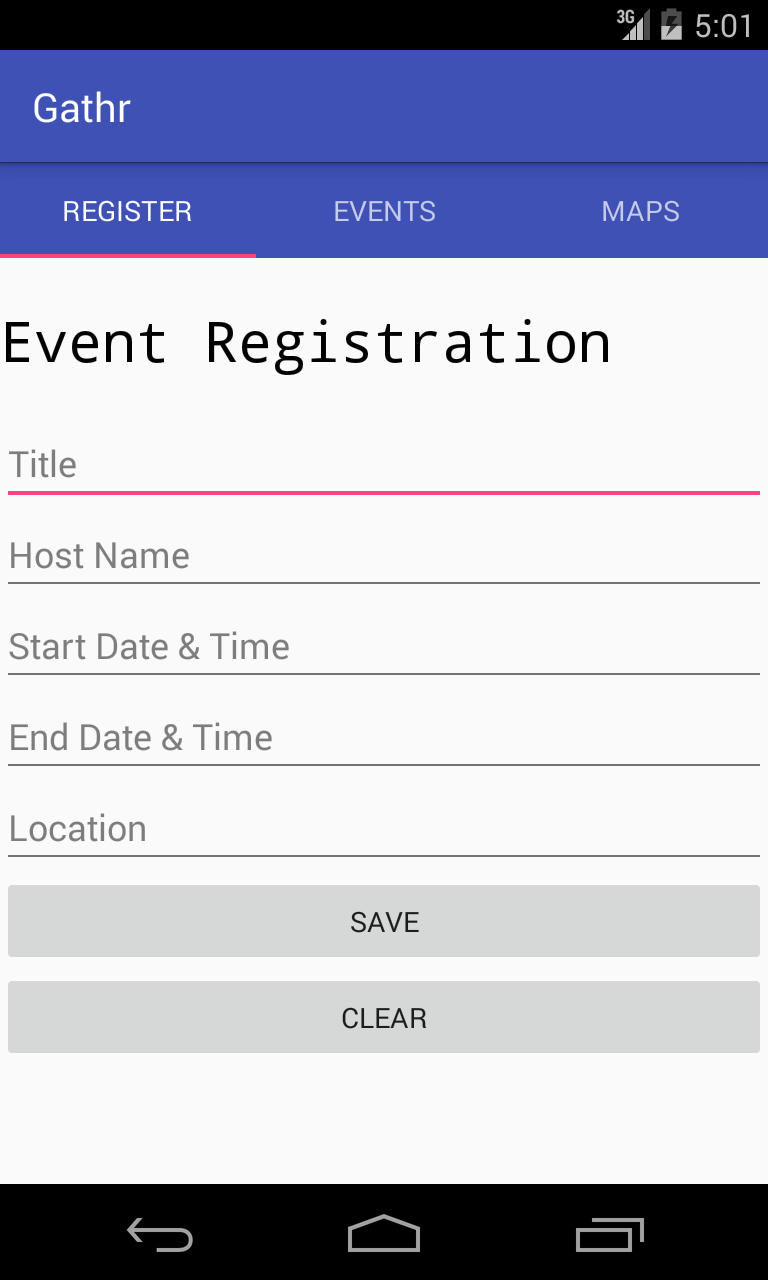 3G 5:01
Gathr
REGISTER EVENTS MAPS
Event Registration
Title
Host Name
Start Date & Time
End Date & Time
Location
SAVE
CLEAR